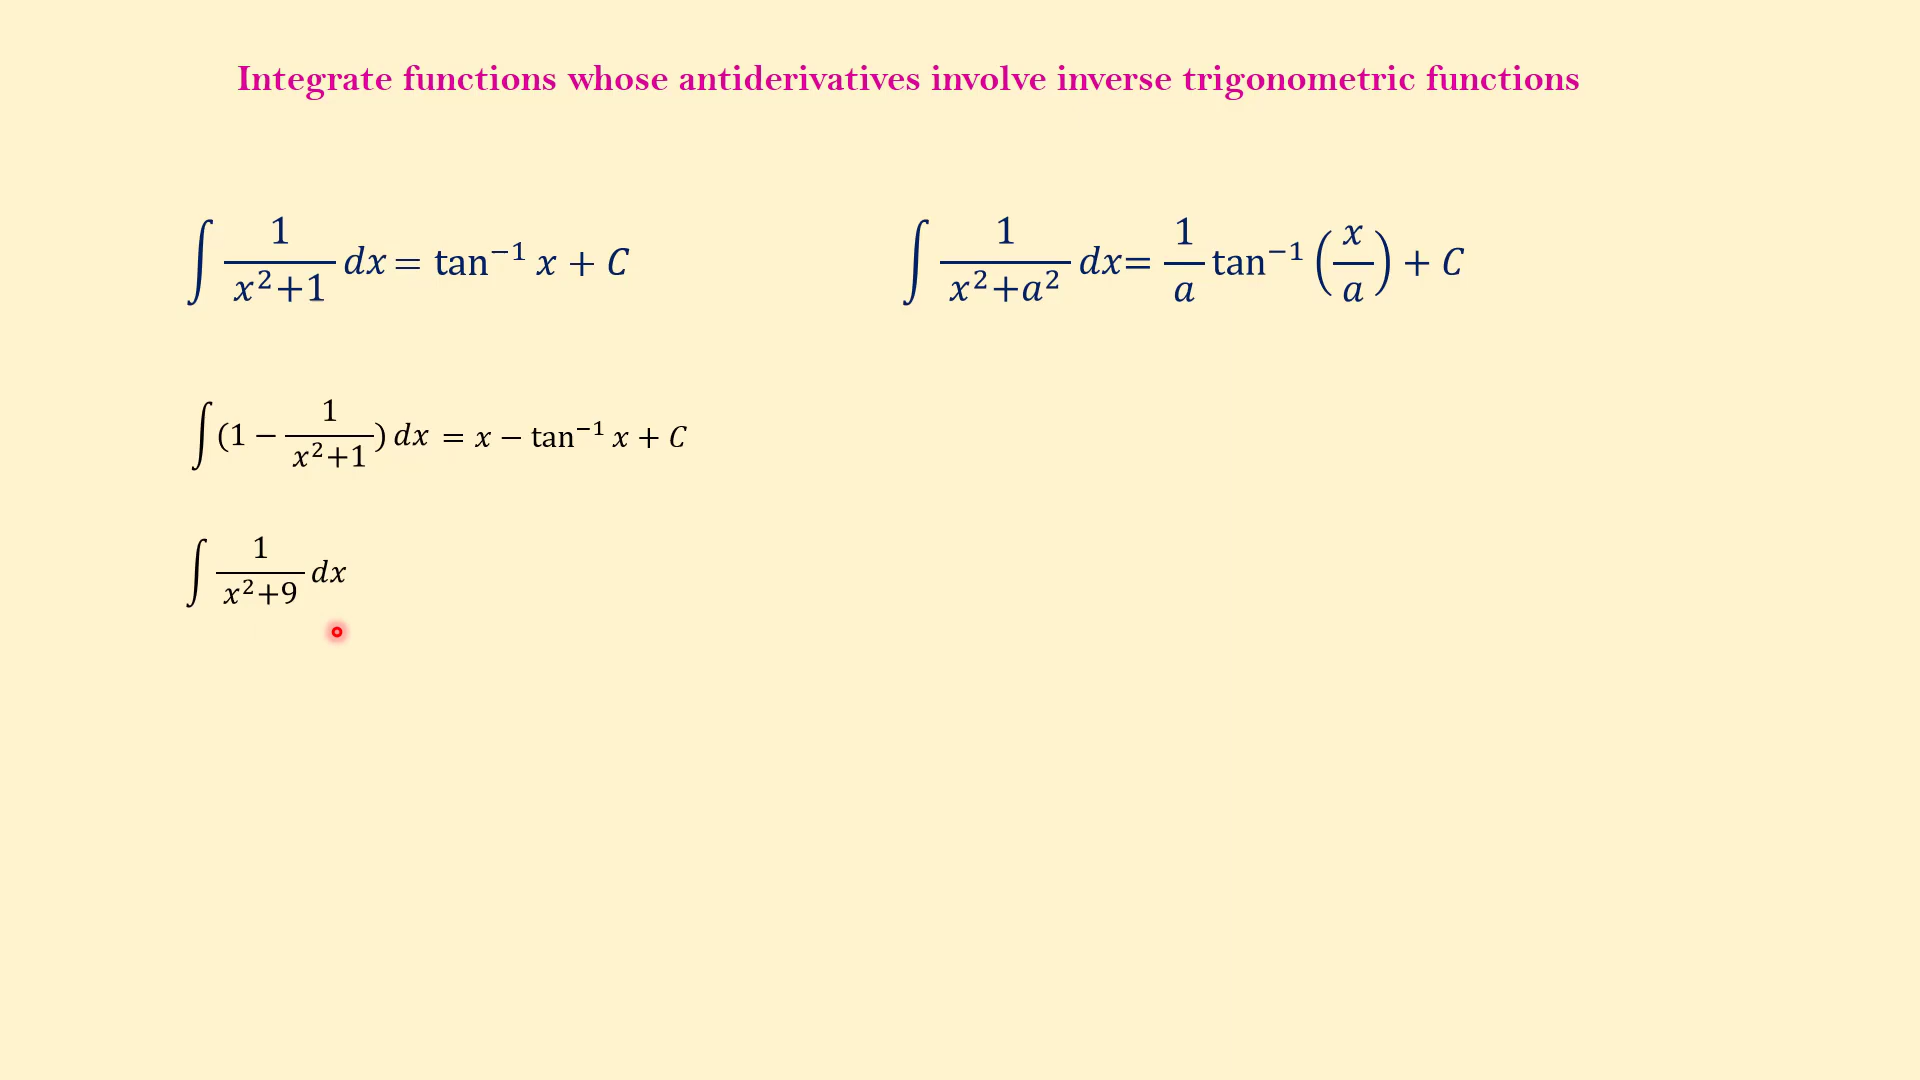 Integrate functions whose antiderivatives involve inverse trigonometric functions
∫ 1/(x²+1) dx = tan⁻¹ x + C
∫ 1/(x²+a²) dx= 1/a tan⁻¹ (x/a) + C
∫(1 − 1/(x²+1)) dx = x − tan⁻¹ x + C
∫ 1/(x²+9) dx